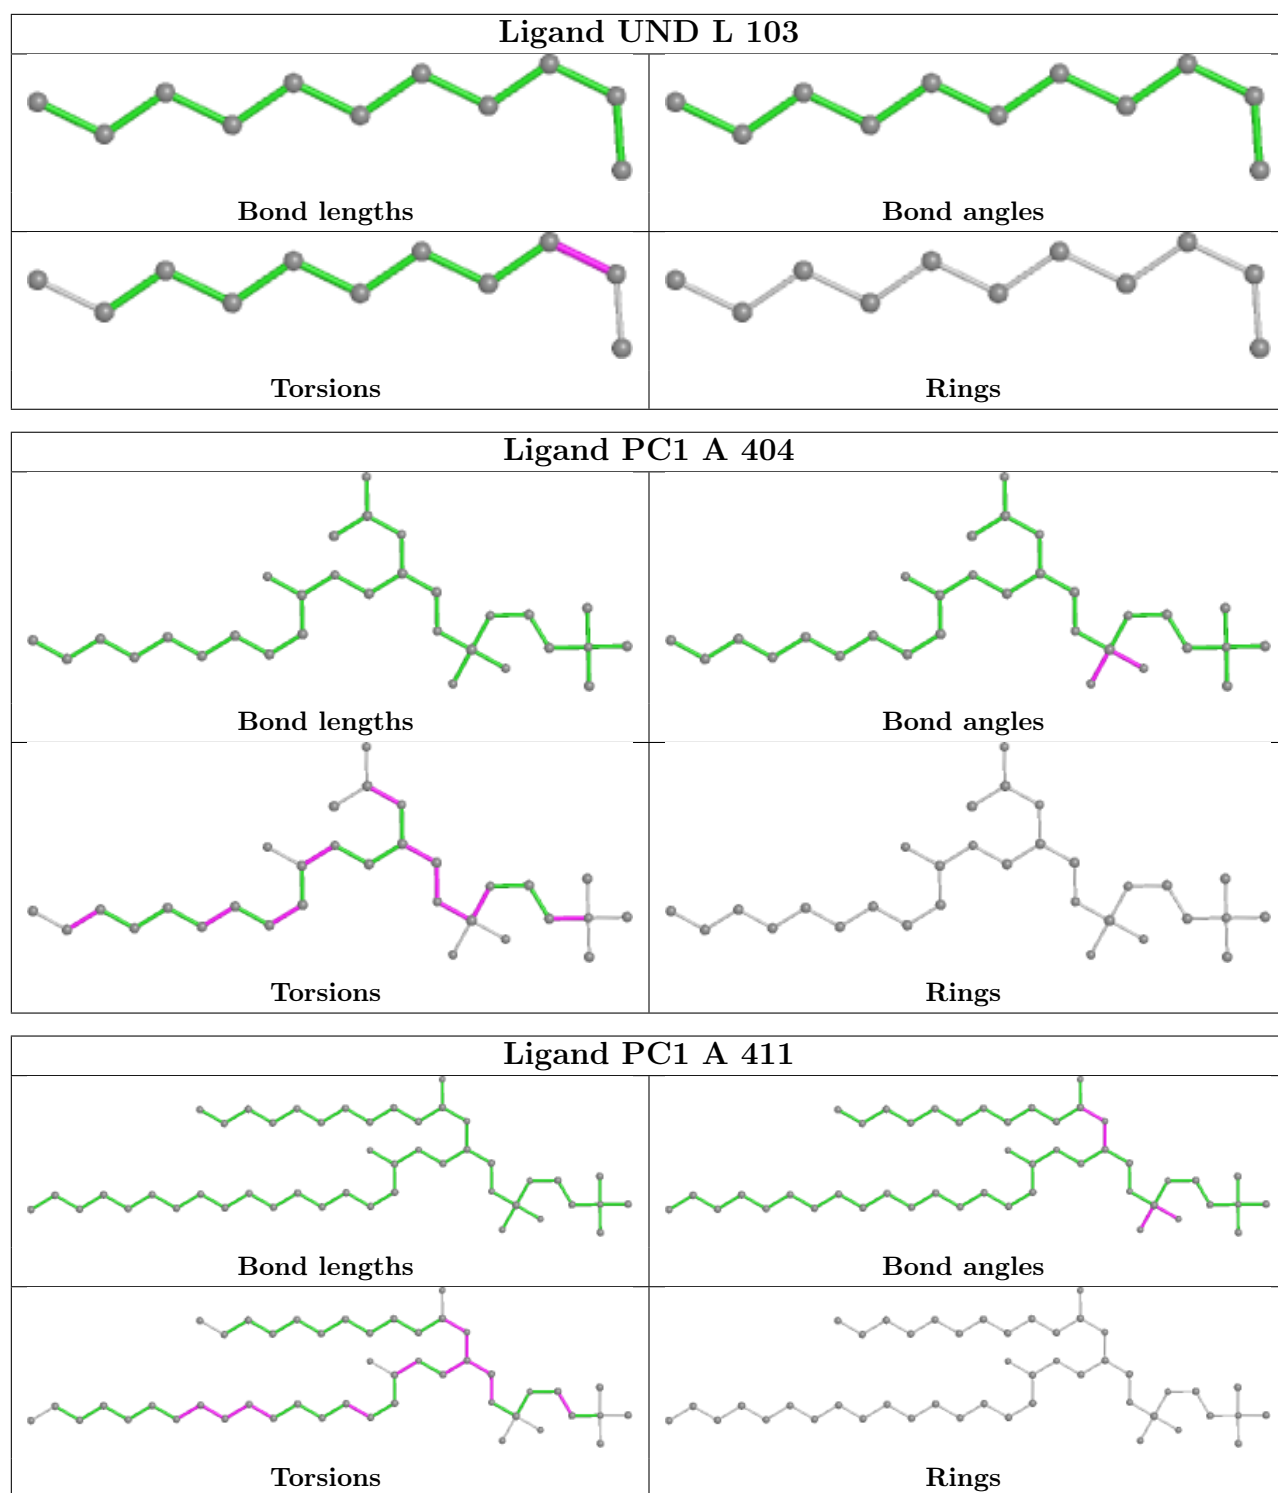 Ligand UND L 103
Bond lengths
Bond angles
Torsions
Rings
Ligand PC1 A 404
Bond lengths
Bond angles
Torsions
Rings
Ligand PC1 A 411
Bond lengths
Bond angles
Torsions
Rings